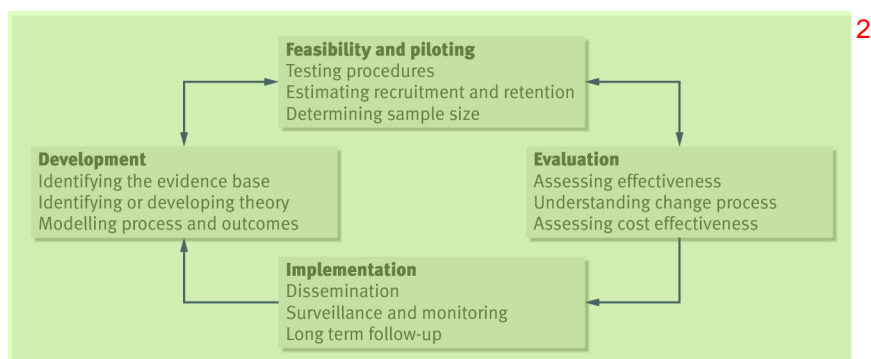 2
Feasibility and piloting
Testing procedures
Estimating recruitment and retention
Determining sample size
Development
Identifying the evidence base
Identifying or developing theory
Modelling process and outcomes
Evaluation
Assessing effectiveness
Understanding change process
Assessing cost effectiveness
Implementation
Dissemination
Surveillance and monitoring
Long term follow-up